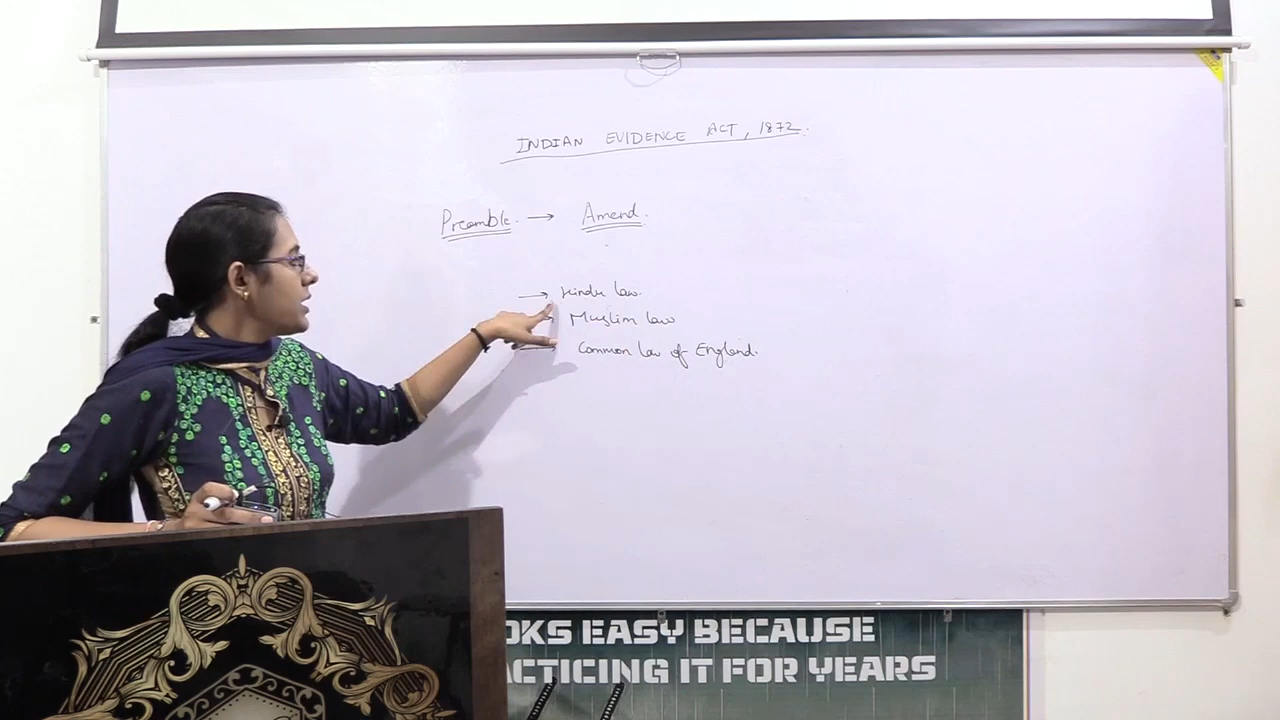 INDIAN EVIDENCE ACT, 1872.
Preamble. → Amend.
→ Hindu law.
Muslim law
→ Common law of England.
OKS EASY BECAUSE
ACTICING IT FOR YEARS